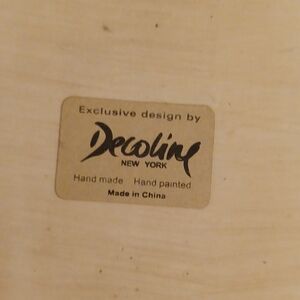 Exclusive design by
Decoline
NEW YORK
Hand made Hand painted
Made in China